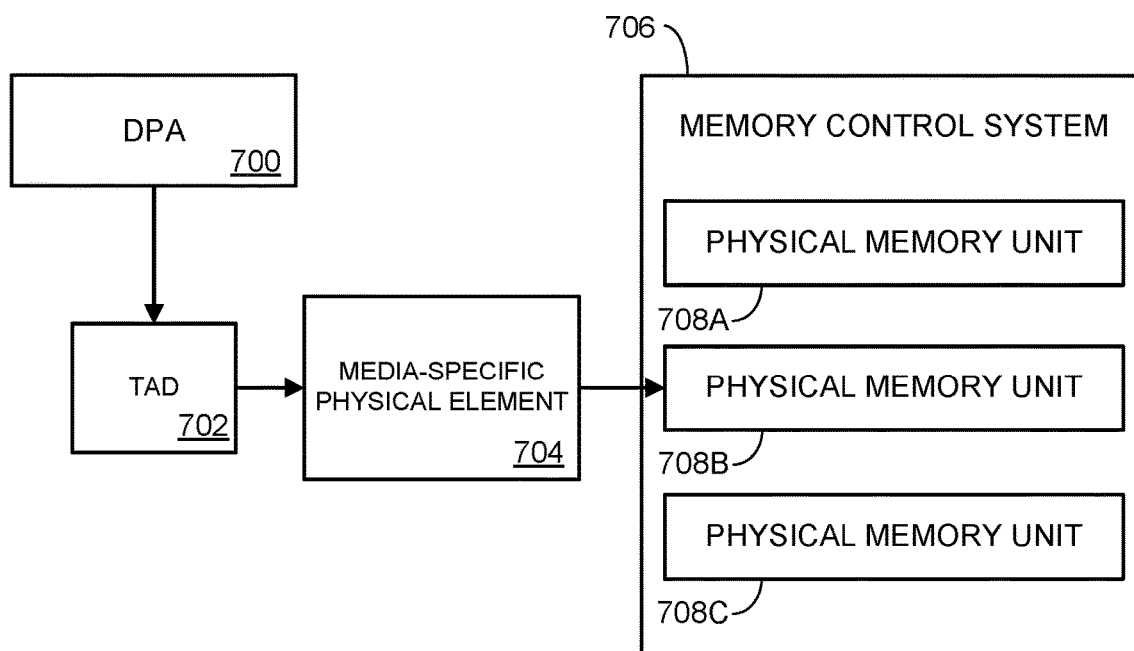 706
DPA
700
MEMORY CONTROL SYSTEM
PHYSICAL MEMORY UNIT
708A
TAD
702
MEDIA-SPECIFIC
PHYSICAL ELEMENT
704
PHYSICAL MEMORY UNIT
708B
PHYSICAL MEMORY UNIT
708C